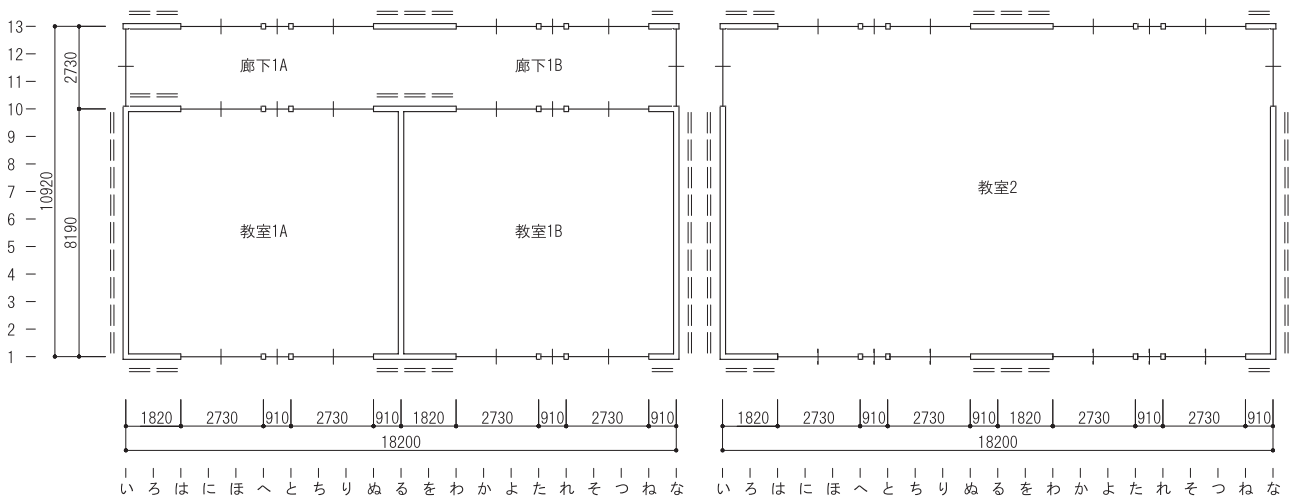 13
12
11
10
9
8
7
6
5
4
3
2
1
10920
2730
8190
廊下1A
廊下1B
教室1A
教室1B
教室2
1820 2730 910 2730 910 1820 2730 910 2730 910
18200
1820 2730 910 2730 910 1820 2730 910 2730 910
18200
い ろ は に ほ へ と ち り ぬ る を わ か よ た れ そ つ ね な
い ろ は に ほ へ と ち り ぬ る を わ か よ た れ そ つ ね な